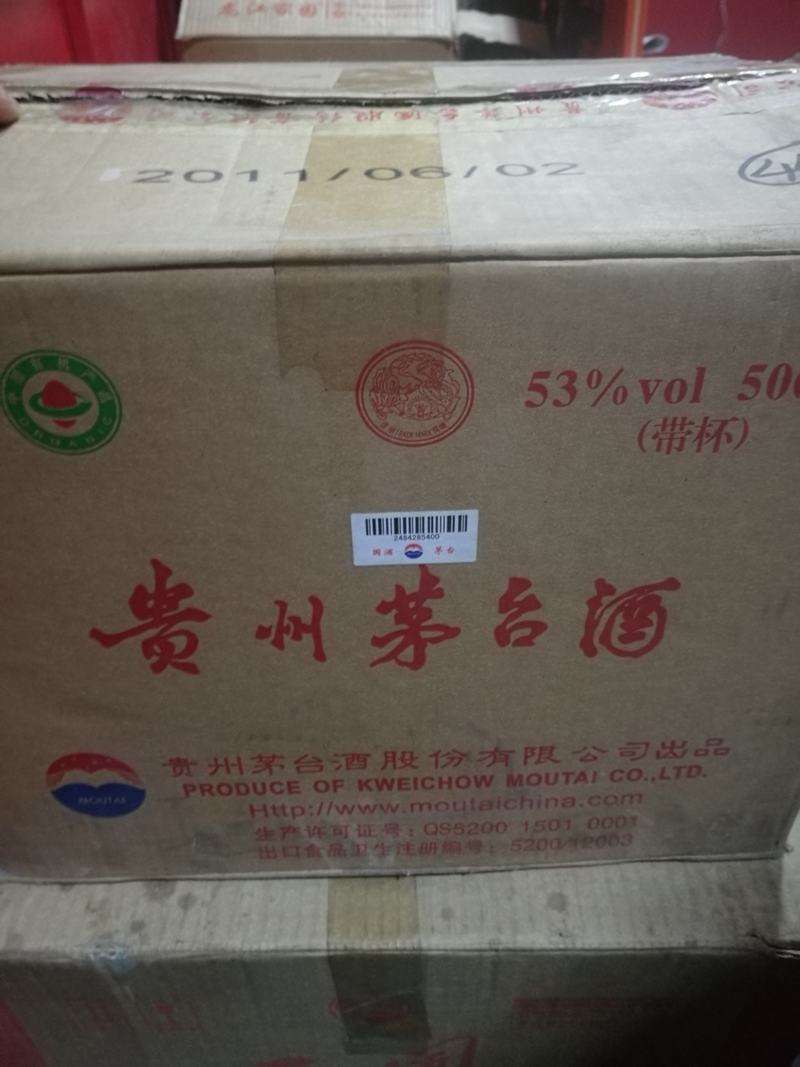 2011/06/02
ORGANIC
53%vol 500
(带杯)
2484285400
国酒 茅台
贵州茅台酒
MOUTAI
贵州茅台酒股份有限公司出品
PRODUCE OF KWEICHOW MOUTAI CO.,LTD.
Http://www.moutaichina.com
生产许可证号：QS5200 1501 0001
出口食品卫生注册编号：5200/12003